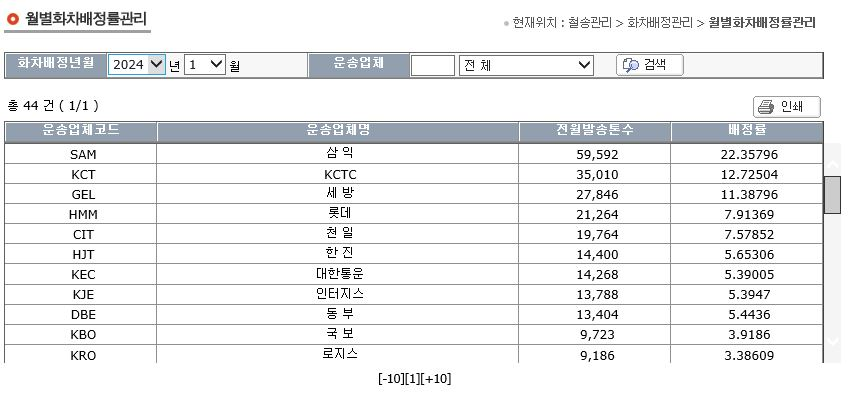 월별화차배정률관리
현재위치 : 철송관리 > 화차배정관리 > 월별화차배정률관리
화차배정년월 2024 년 1 월 운송업체 전 체 검색
총 44 건 ( 1/1 ) 인쇄
운송업체코드 운송업체명 전월발송톤수 배정률
SAM 삼 익 59,592 22.35796
KCT KCTC 35,010 12.72504
GEL 세 방 27,846 11.38796
HMM 롯데 21,264 7.91369
CIT 천 일 19,764 7.57852
HJT 한 진 14,400 5.65306
KEC 대한통운 14,268 5.39005
KJE 인터지스 13,788 5.3947
DBE 동 부 13,404 5.4436
KBO 국 보 9,723 3.9186
KRO 로지스 9,186 3.38609
[-10][1][+10]